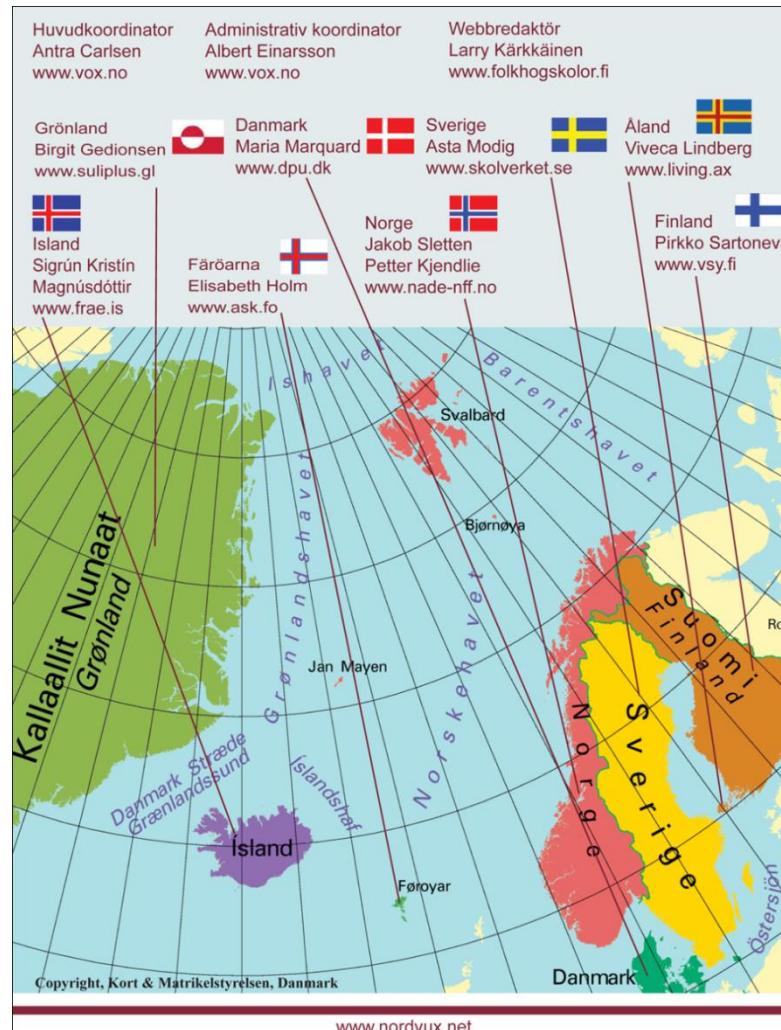 Huvudkoordinator
Antra Carlsen
www.vox.no
Administrativ koordinator
Albert Einarsson
www.vox.no
Webbredaktör
Larry Kärkkäinen
www.folkhogskolor.fi
Grönland
Birgit Gedionsen
www.suliplus.gl
Danmark
Maria Marquard
www.dpu.dk
Sverige
Asta Modig
www.skolverket.se
Åland
Viveca Lindberg
www.living.ax
Island
Sigrún Kristín
Magnúsdóttir
www.frae.is
Färöarna
Elisabeth Holm
www.ask.fo
Norge
Jakob Sletten
Petter Kjendlie
www.nade-nff.no
Finland
Pirkko Sartoneva
www.vsy.fi
Ishavet
Barentshavet
Svalbard
Bjørnøya
Kallaallit Nunaat
Grønland
Grønlandshavet
Jan Mayen
Norskehavet
Suomi
Finland
Norge
Sverige
Danmark Stræde
Grænlandssund
Íslandshaf
Ísland
Føroyar
Östersjön
Danmark
Copyright, Kort & Matrikelstyrelsen, Danmark
www.nordvux.net